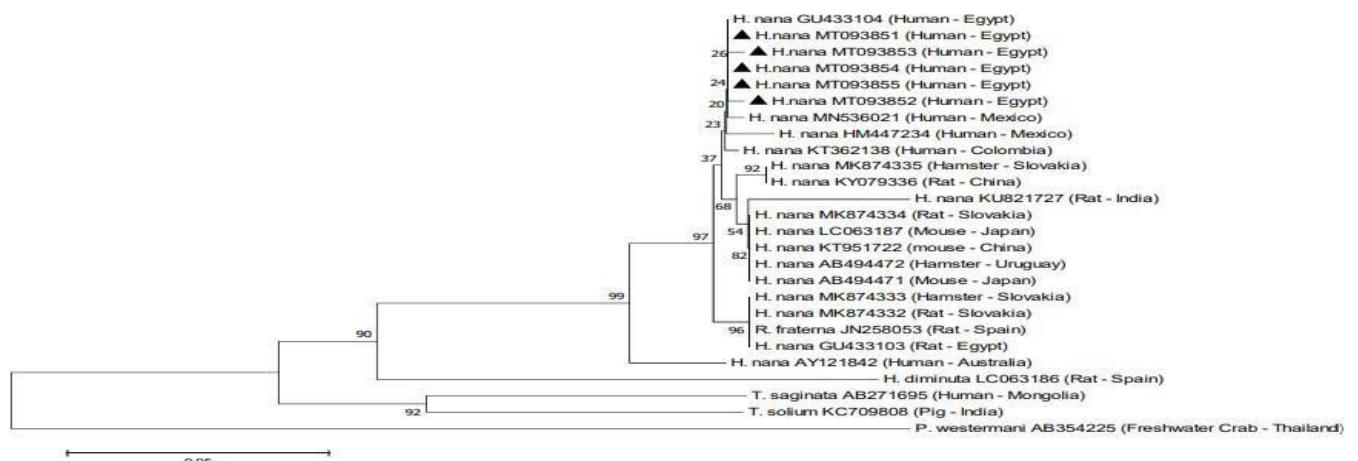 H. nana GU433104 (Human - Egypt)
H.nana MT093851 (Human - Egypt)
26 H.nana MT093853 (Human - Egypt)
H.nana MT093854 (Human - Egypt)
24 H.nana MT093855 (Human - Egypt)
20 H.nana MT093852 (Human - Egypt)
H. nana MN536021 (Human - Mexico)
23
H. nana HM447234 (Human - Mexico)
H. nana KT362138 (Human - Colombia)
37
92 H. nana MK874335 (Hamster - Slovakia)
H. nana KY079336 (Rat - China)
H. nana KU821727 (Rat - India)
68
H. nana MK874334 (Rat - Slovakia)
54 H. nana LC063187 (Mouse - Japan)
97
H. nana KT951722 (mouse - China)
82 H. nana AB494472 (Hamster - Uruguay)
H. nana AB494471 (Mouse - Japan)
99 H. nana MK874333 (Hamster - Slovakia)
H. nana MK874332 (Rat - Slovakia)
96 R. fraterna JN258053 (Rat - Spain)
90
H. nana GU433103 (Rat - Egypt)
H. nana AY121842 (Human - Australia)
H. diminuta LC063186 (Rat - Spain)
T. saginata AB271695 (Human - Mongolia)
92 T. solium KC709808 (Pig - India)
P. westermani AB354225 (Freshwater Crab - Thailand)